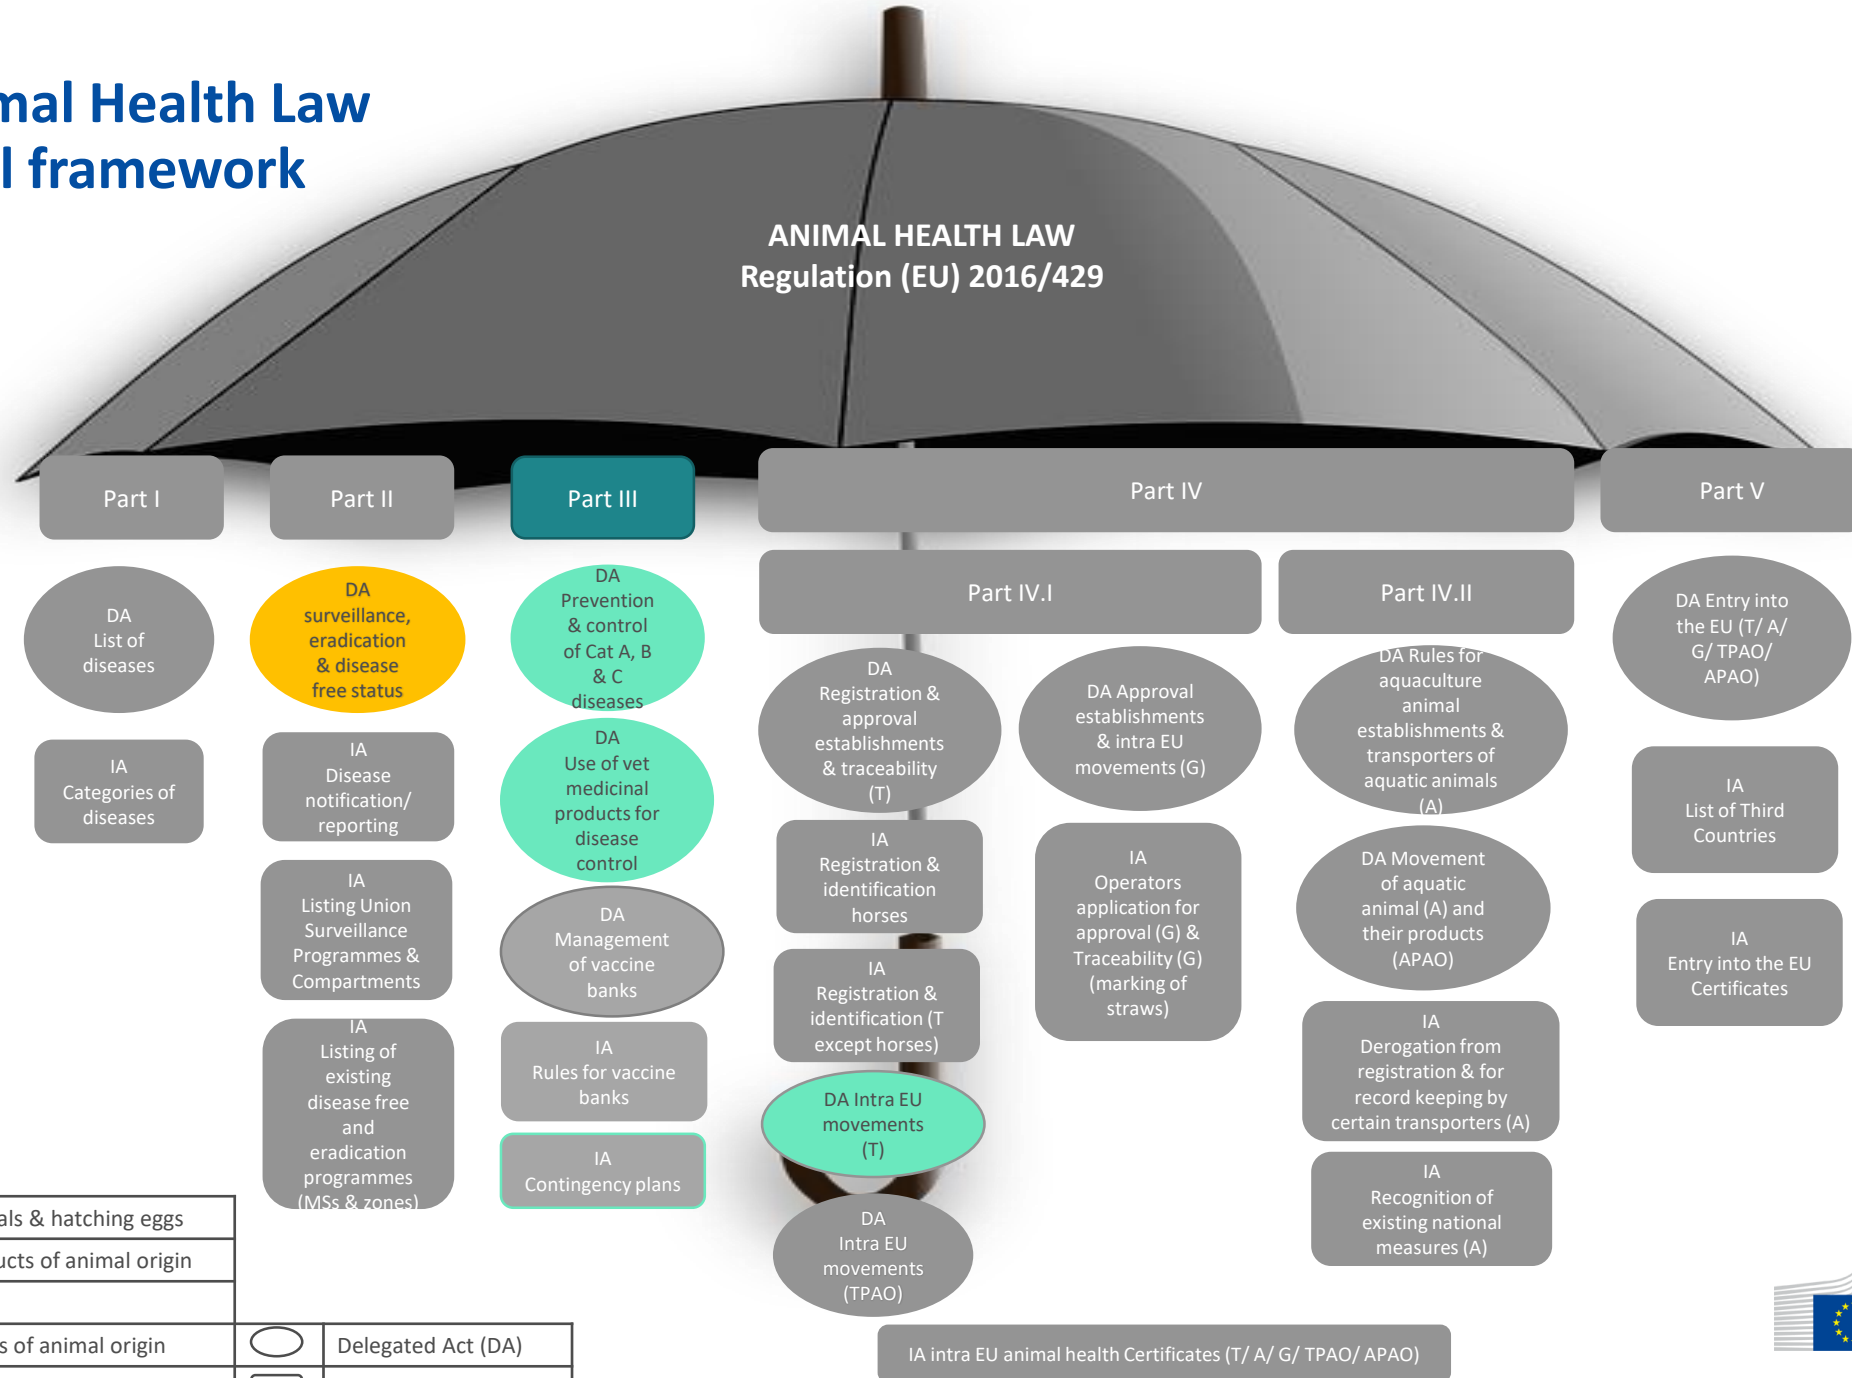 mal Health Law
l framework
ANIMAL HEALTH LAW
Regulation (EU) 2016/429
Part I
Part II
Part III
Part IV
Part V
Part IV.I
Part IV.II
DA
List of
diseases
IA
Categories of
diseases
DA
surveillance,
eradication
& disease
free status
IA
Disease
notification/
reporting
IA
Listing Union
Surveillance
Programmes &
Compartments
IA
Listing of
existing
disease free
and
eradication
programmes
(MSs & zones)
DA
Prevention
& control
of Cat A, B
& C
diseases
DA
Use of vet
medicinal
products for
disease
control
DA
Management
of vaccine
banks
IA
Rules for vaccine
banks
IA
Contingency plans
DA
Registration &
approval
establishments
& traceability
(T)
IA
Registration &
identification
horses
IA
Registration &
identification (T
except horses)
DA Intra EU
movements
(T)
DA
Intra EU
movements
(TPAO)
DA Approval
establishments
& intra EU
movements (G)
IA
Operators
application for
approval (G) &
Traceability (G)
(marking of
straws)
DA Rules for
aquaculture
animal
establishments &
transporters of
aquatic animals
(A)
DA Movement
of aquatic
animal (A) and
their products
(APAO)
IA
Derogation from
registration & for
record keeping by
certain transporters (A)
IA
Recognition of
existing national
measures (A)
DA Entry into
the EU (T/ A/
G/ TPAO/
APAO)
IA
List of Third
Countries
IA
Entry into the EU
Certificates
IA intra EU animal health Certificates (T/ A/ G/ TPAO/ APAO)
als & hatching eggs
ucts of animal origin
s of animal origin
Delegated Act (DA)